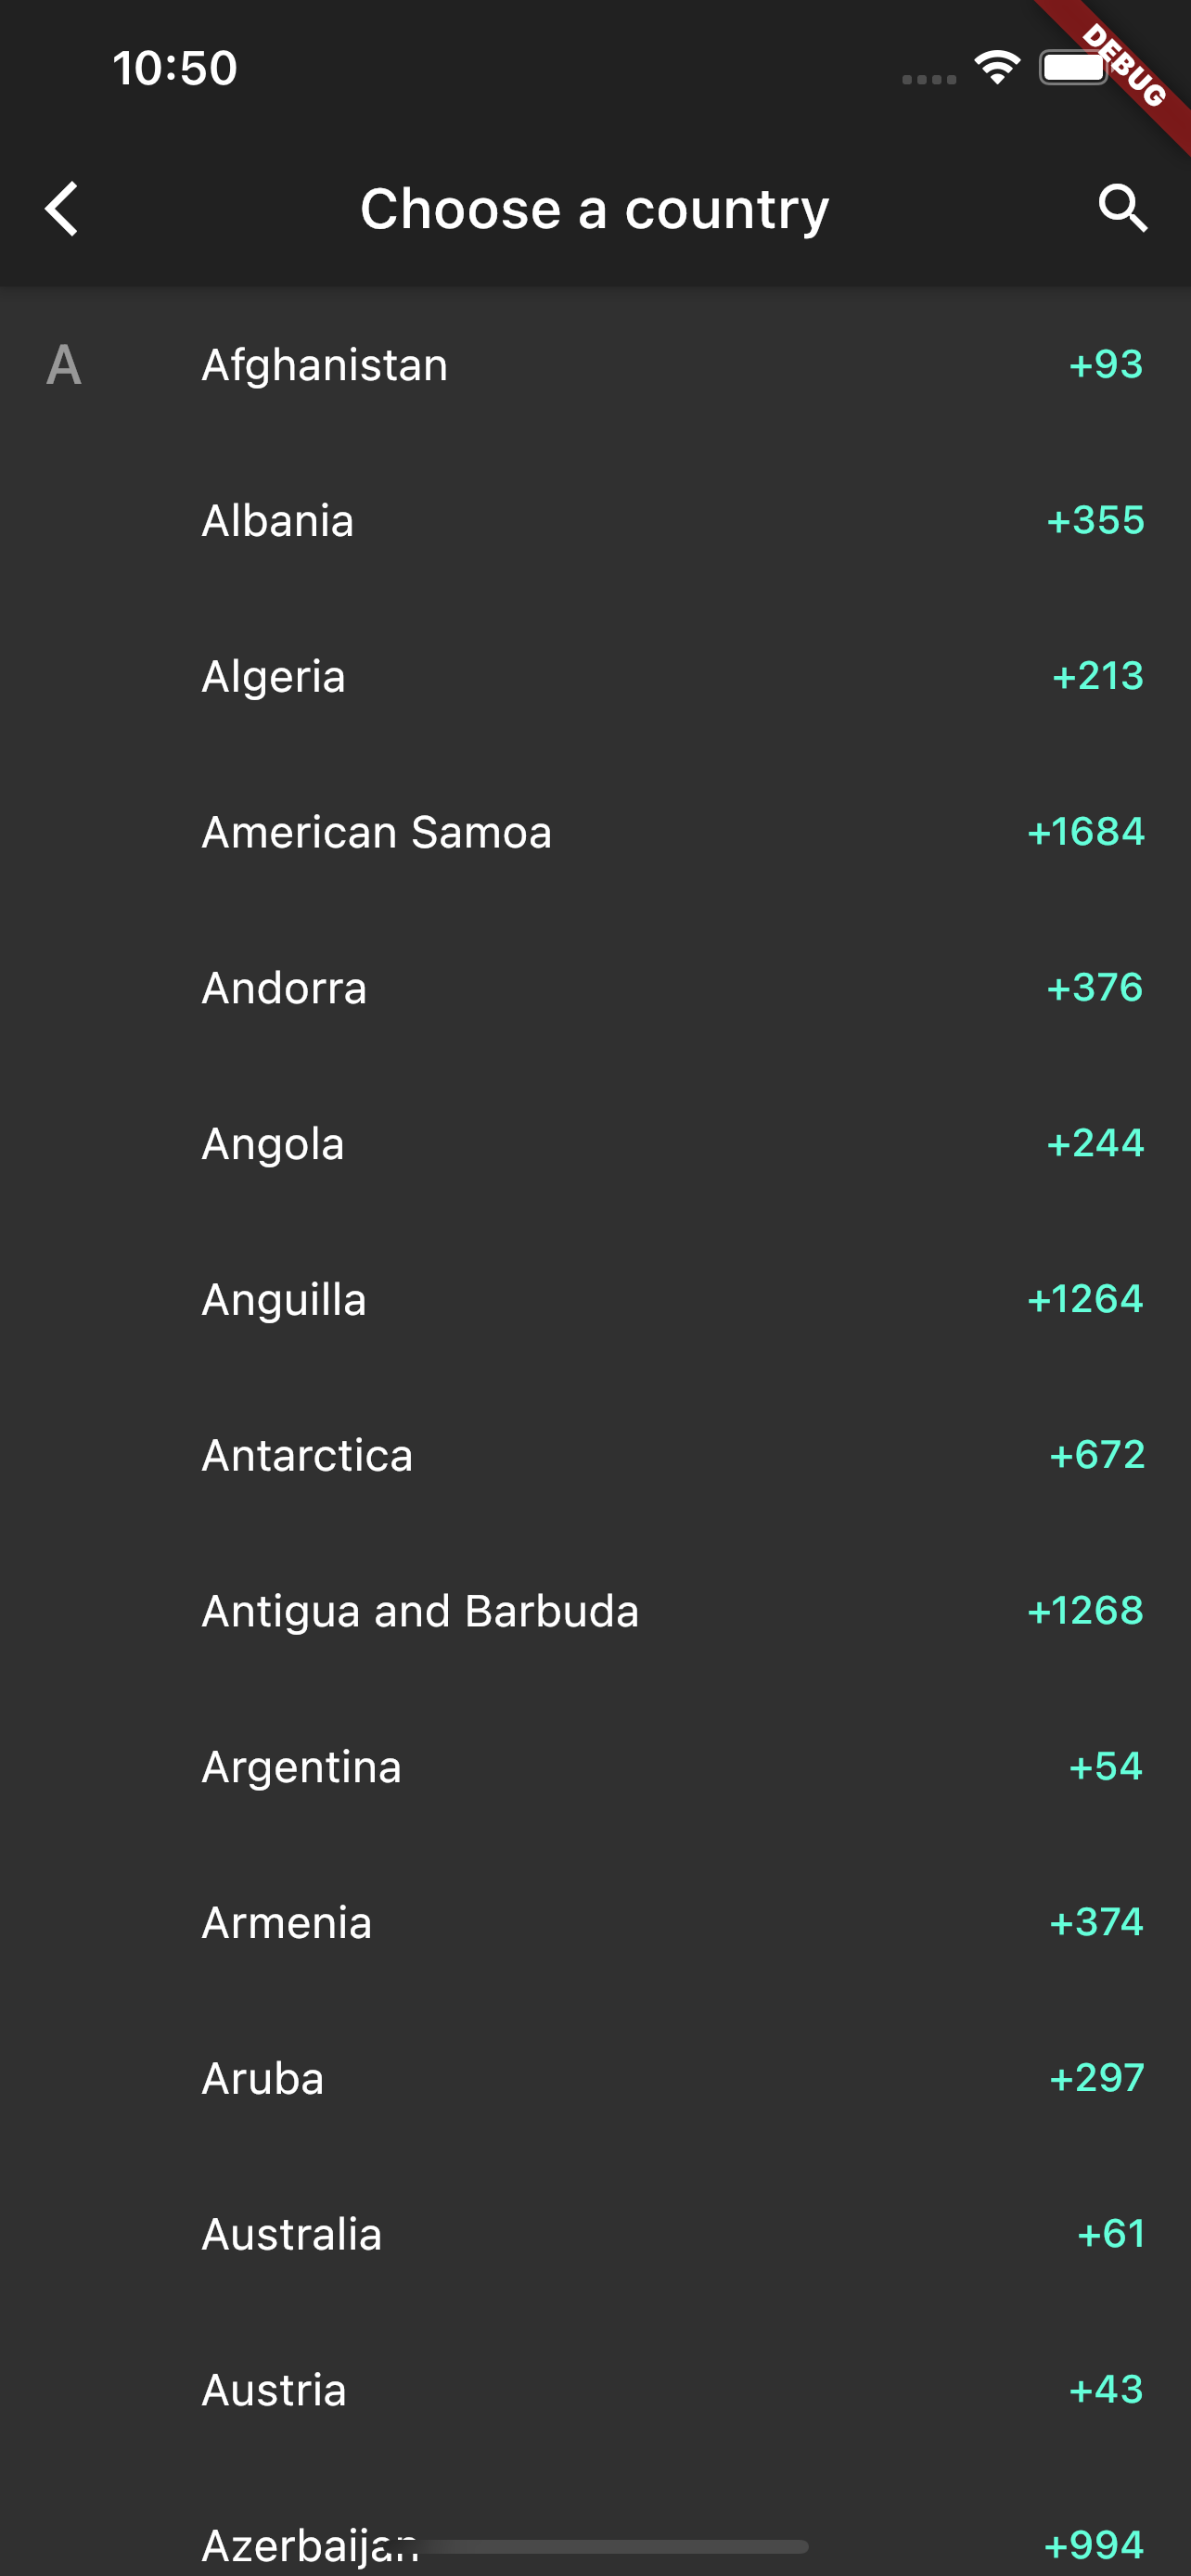 10:50
DEBUG
Choose a country
A Afghanistan +93
Albania +355
Algeria +213
American Samoa +1684
Andorra +376
Angola +244
Anguilla +1264
Antarctica +672
Antigua and Barbuda +1268
Argentina +54
Armenia +374
Aruba +297
Australia +61
Austria +43
Azerbaijan +994